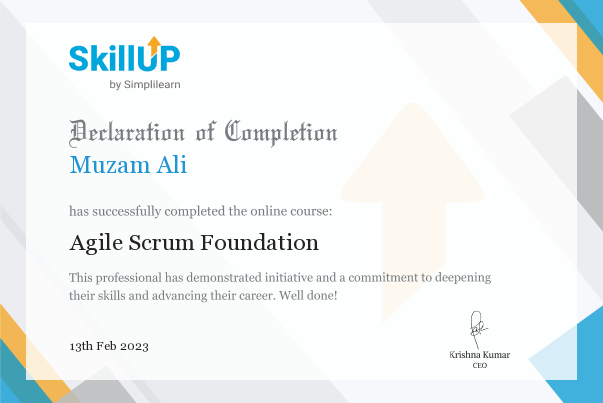 SkillUP
by Simplilearn
Declaration of Completion
Muzam Ali
has successfully completed the online course:
Agile Scrum Foundation
This professional has demonstrated initiative and a commitment to deepening
their skills and advancing their career. Well done!
13th Feb 2023
Krishna Kumar
CEO